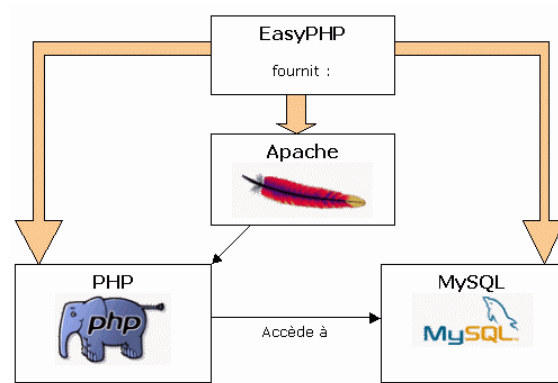 EasyPHP
fournit :
Apache
PHP
php
Accède à
MySQL
MySQL